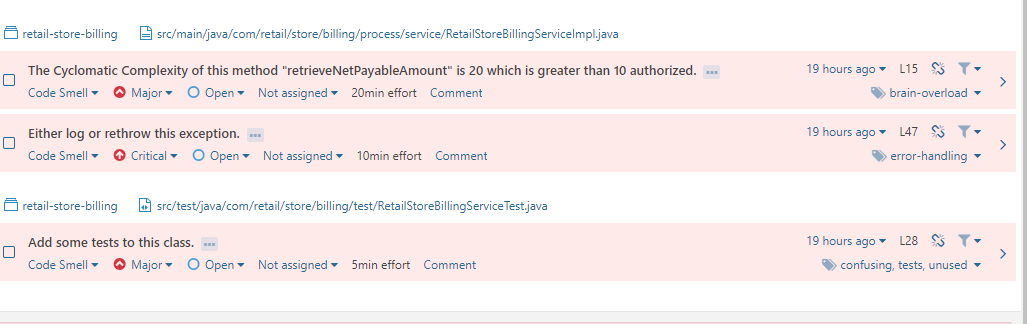 retail-store-billing src/main/java/com/retail/store/billing/process/service/RetailStoreBillingServiceImpl.java
The Cyclomatic Complexity of this method "retrieveNetPayableAmount" is 20 which is greater than 10 authorized. 19 hours ago L15
Code Smell Major Open Not assigned 20min effort Comment brain-overload
Either log or rethrow this exception. 19 hours ago L47
Code Smell Critical Open Not assigned 10min effort Comment error-handling
retail-store-billing src/test/java/com/retail/store/billing/test/RetailStoreBillingServiceTest.java
Add some tests to this class. 19 hours ago L28
Code Smell Major Open Not assigned 5min effort Comment confusing, tests, unused